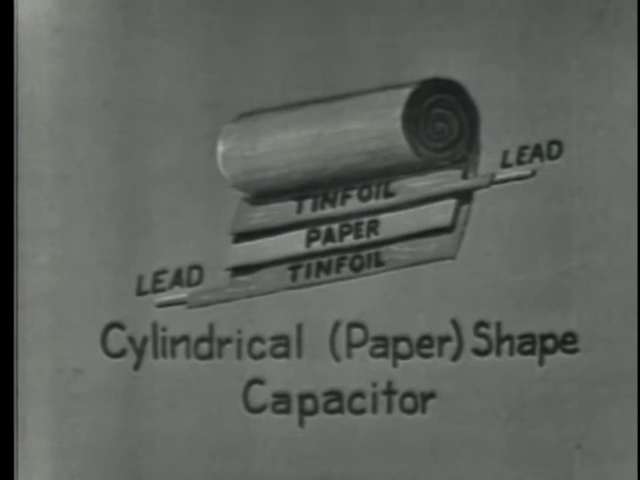 LEAD
TINFOIL
PAPER
TINFOIL
LEAD
Cylindrical (Paper) Shape
Capacitor